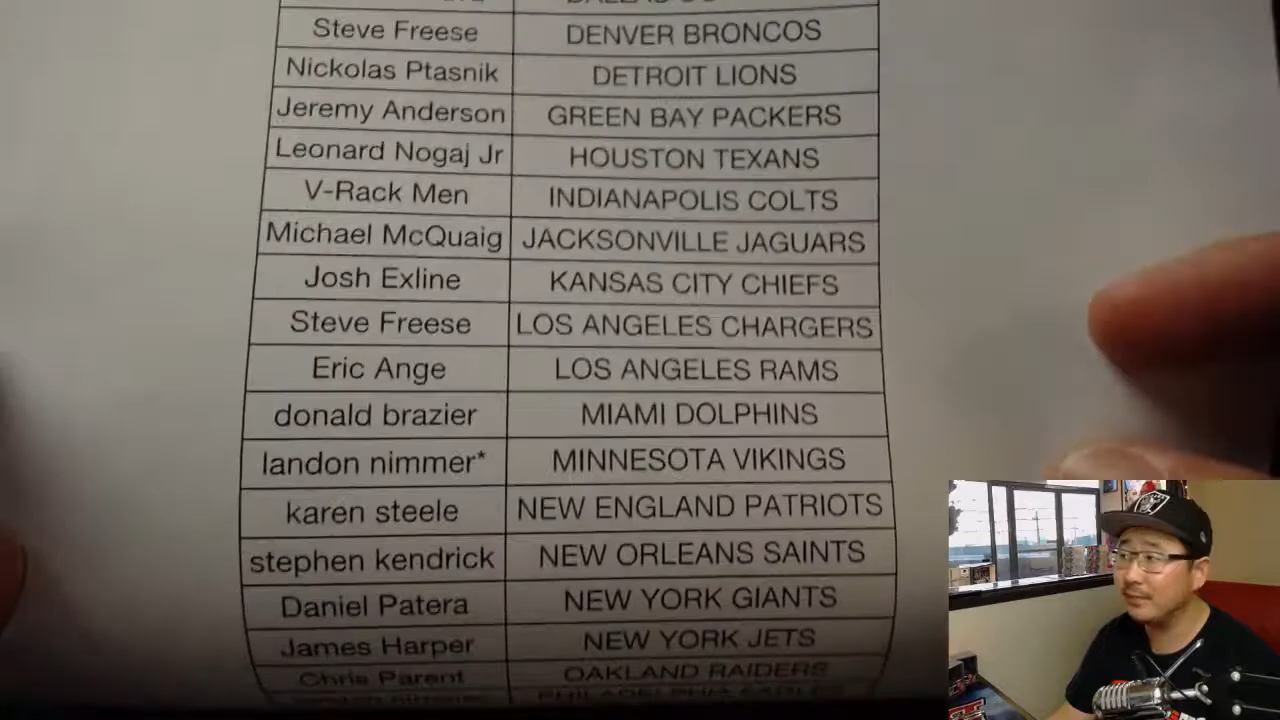 Steve Freese DENVER BRONCOS
Nickolas Ptasnik DETROIT LIONS
Jeremy Anderson GREEN BAY PACKERS
Leonard Nogaj Jr HOUSTON TEXANS
V-Rack Men INDIANAPOLIS COLTS
Michael McQuaig JACKSONVILLE JAGUARS
Josh Exline KANSAS CITY CHIEFS
Steve Freese LOS ANGELES CHARGERS
Eric Ange LOS ANGELES RAMS
donald brazier MIAMI DOLPHINS
landon nimmer* MINNESOTA VIKINGS
karen steele NEW ENGLAND PATRIOTS
stephen kendrick NEW ORLEANS SAINTS
Daniel Patera NEW YORK GIANTS
James Harper NEW YORK JETS
Chris Parent OAKLAND RAIDERS